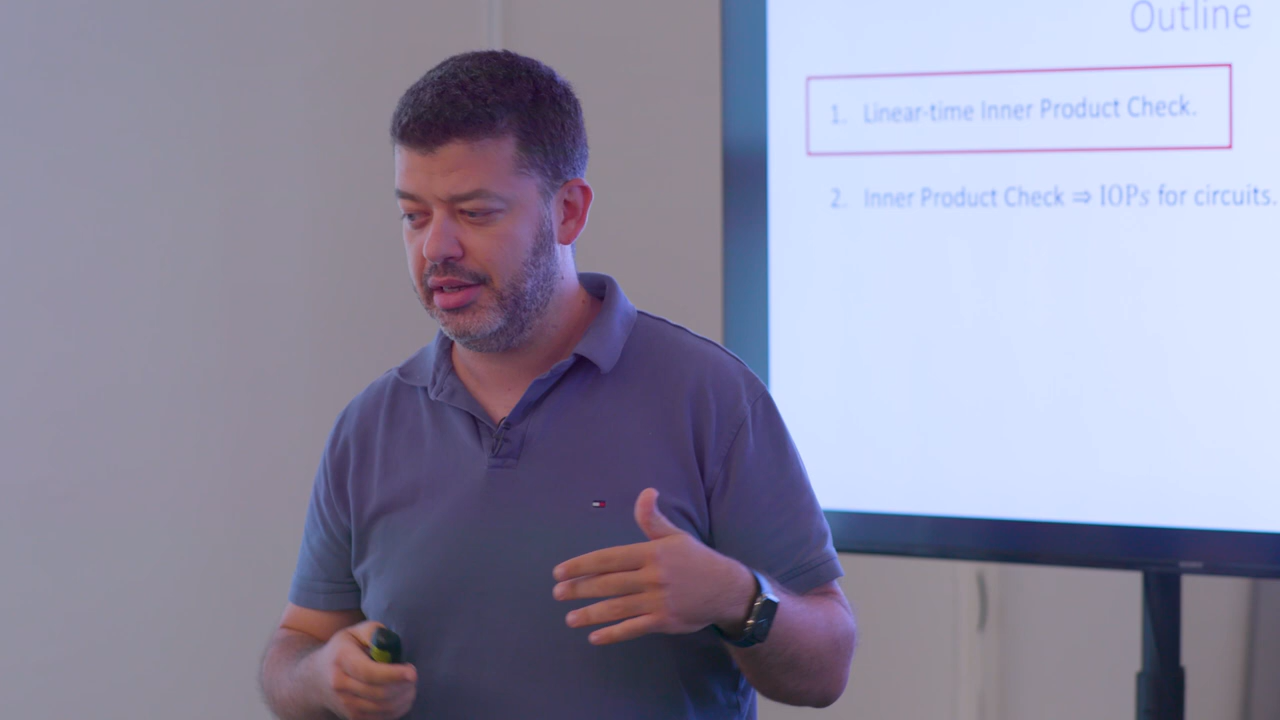 Outline
1. Linear-time Inner Product Check.
2. Inner Product Check ⇒ IOPs for circuits.